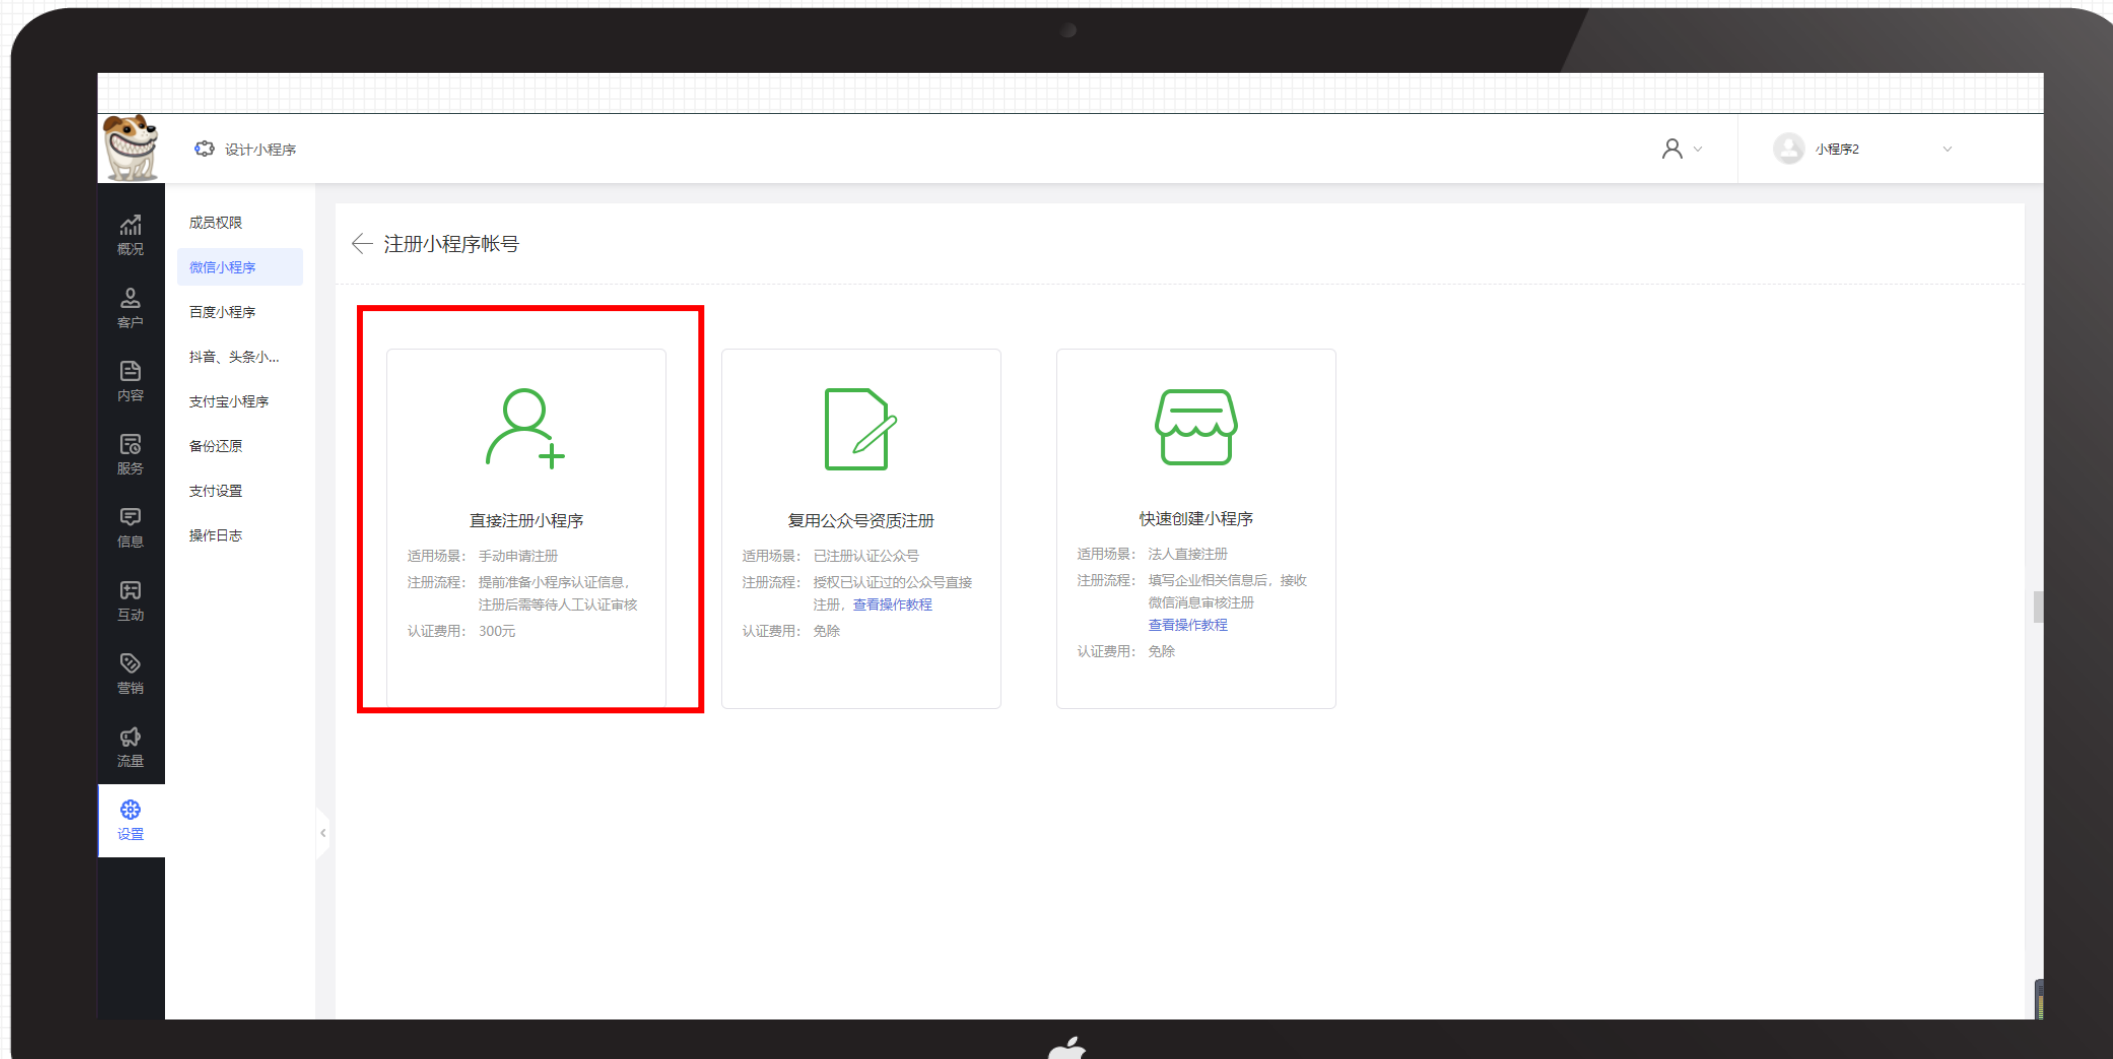 设计小程序
小程序2
概况
客户
内容
服务
信息
互动
营销
流量
设置
成员权限
微信小程序
百度小程序
抖音、头条小...
支付宝小程序
备份还原
支付设置
操作日志
注册小程序帐号
直接注册小程序
适用场景： 手动申请注册
注册流程： 提前准备小程序认证信息，
注册后需等待人工认证审核
认证费用： 300元
复用公众号资质注册
适用场景： 已注册认证公众号
注册流程： 授权已认证过的公众号直接
注册，查看操作教程
认证费用： 免除
快速创建小程序
适用场景： 法人直接注册
注册流程： 填写企业相关信息后，接收
微信消息审核注册
查看操作教程
认证费用： 免除